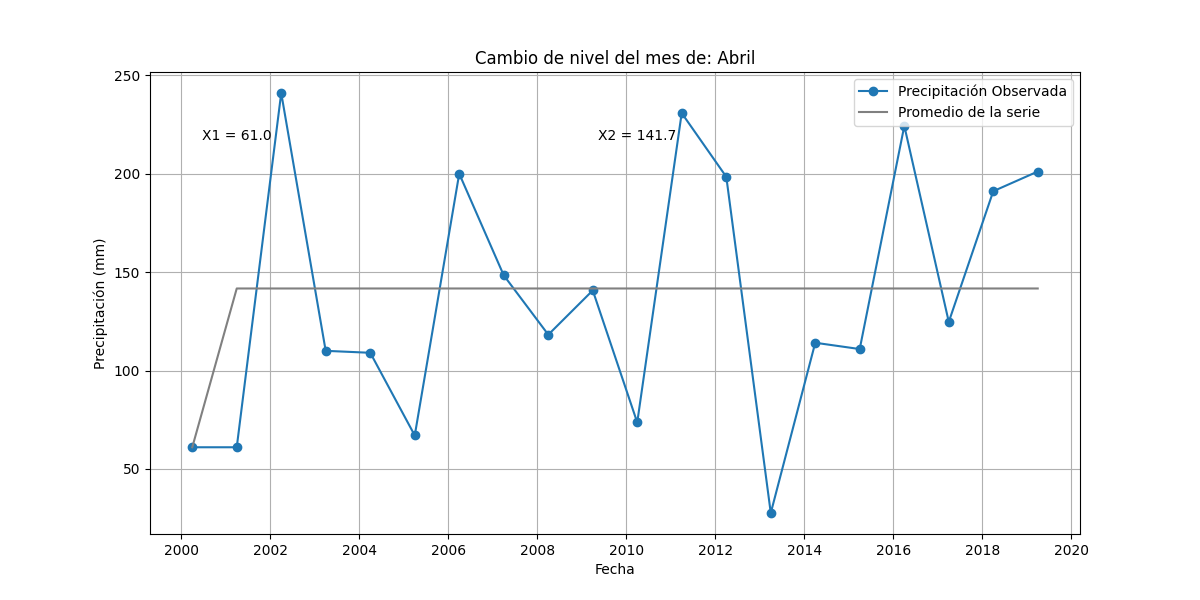 Cambio de nivel del mes de: Abril
Precipitación (mm)
250
200
150
100
50
X1 = 61.0
X2 = 141.7
Precipitación Observada
Promedio de la serie
2000 2002 2004 2006 2008 2010 2012 2014 2016 2018 2020
Fecha